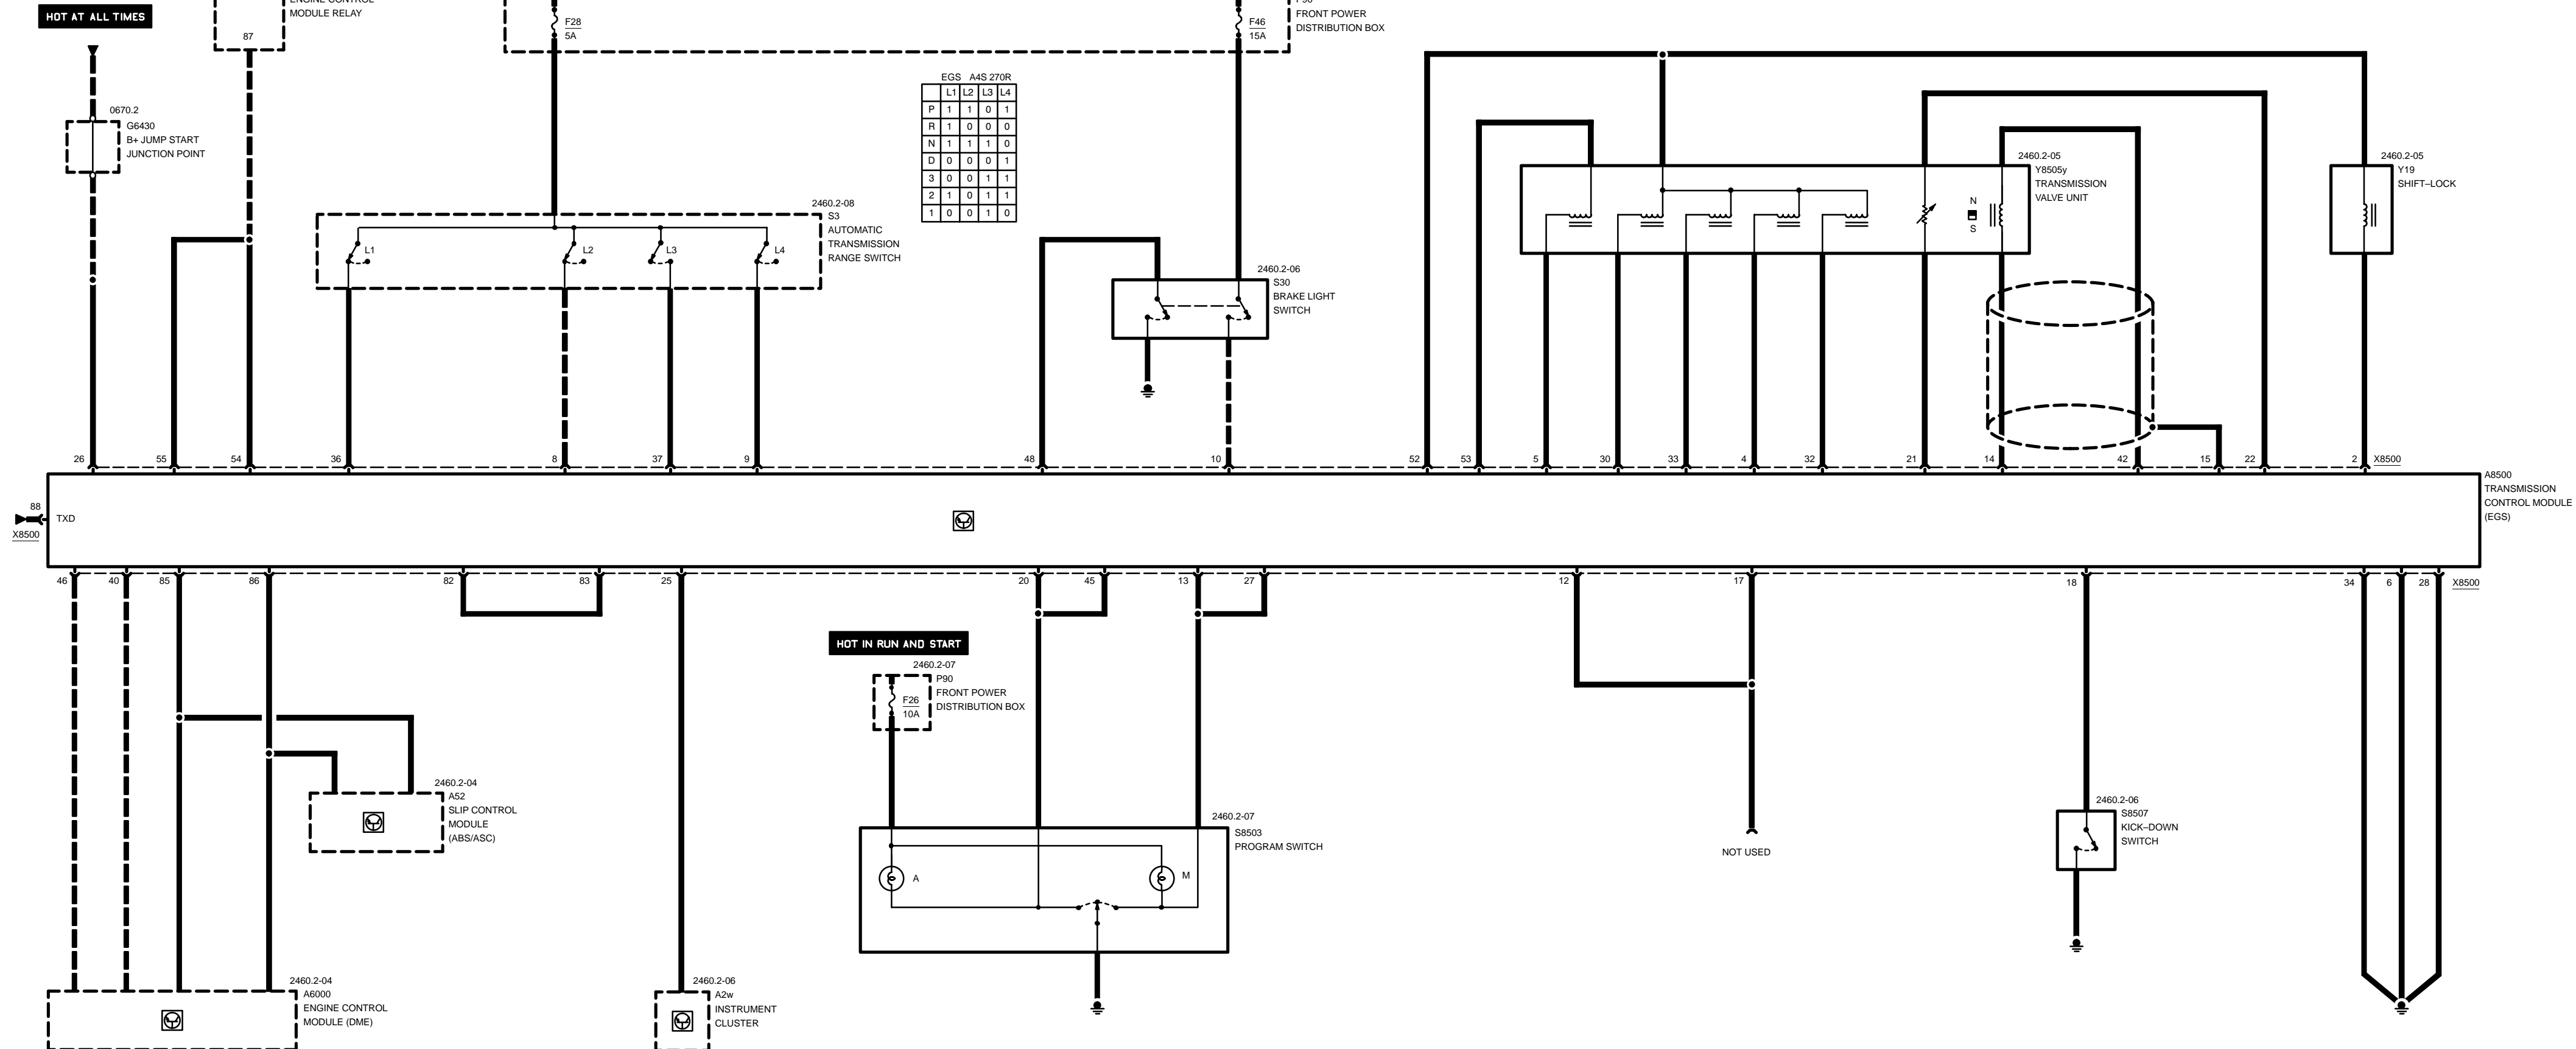 HOT AT ALL TIMES
ENGINE CONTROL
MODULE RELAY
87
F28
5A
F46
15A
P90
FRONT POWER
DISTRIBUTION BOX
0670.2
G6430
B+ JUMP START
JUNCTION POINT
EGS A4S 270R
L1 L2 L3 L4
P 1 1 0 1
R 1 0 0 0
N 1 1 1 0
D 0 0 0 1
3 0 0 1 1
2 1 0 1 1
1 0 0 1 0
2460.2-08
S3
AUTOMATIC
TRANSMISSION
RANGE SWITCH
L1 L2 L3 L4
2460.2-06
S30
BRAKE LIGHT
SWITCH
2460.2-05
Y8505y
TRANSMISSION
VALVE UNIT
N
S
2460.2-05
Y19
SHIFT–LOCK
26 55 54 36 8 37 9 48 10 52 53 5 30 33 4 32 21 14 42 15 22 2 X8500
A8500
TRANSMISSION
CONTROL MODULE
(EGS)
88
TXD
X8500
46 40 85 86 82 83 25 20 45 13 27 12 17 18 34 6 28 X8500
HOT IN RUN AND START
2460.2-07
P90
FRONT POWER
DISTRIBUTION BOX
F26
10A
2460.2-04
A52
SLIP CONTROL
MODULE
(ABS/ASC)
2460.2-07
S8503
PROGRAM SWITCH
A
M
NOT USED
2460.2-06
S8507
KICK–DOWN
SWITCH
2460.2-04
A6000
ENGINE CONTROL
MODULE (DME)
2460.2-06
A2w
INSTRUMENT
CLUSTER